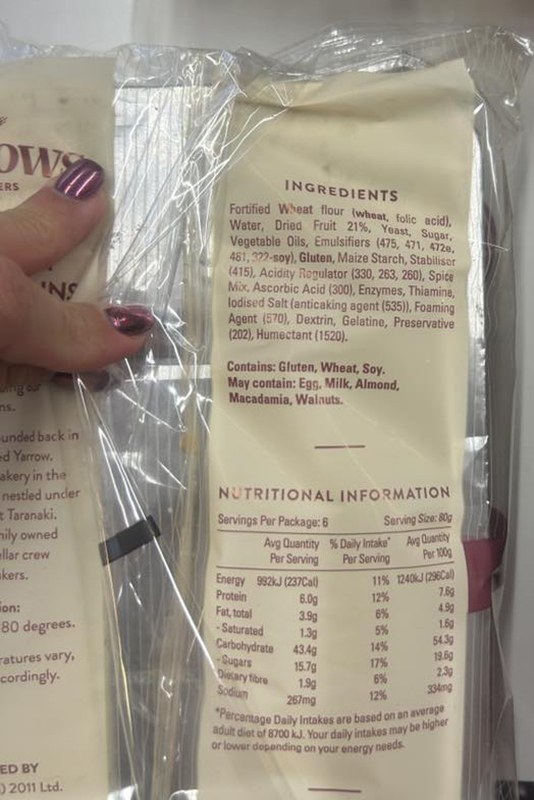 OWS
ERS
INS
ns.
unded back in
ed Yarrow.
akery in the
nestled under
t Taranaki.
mily owned
ellar crew
kers.
ion:
80 degrees.
ratures vary,
cordingly.
ED BY
) 2011 Ltd.
INGREDIENTS
Fortified Wheat flour (wheat, folic acid),
Water, Dried Fruit 21%, Yeast, Sugar,
Vegetable Oils, Emulsifiers (475, 471, 472e,
481, 322-soy), Gluten, Maize Starch, Stabiliser
(415), Acidity Regulator (330, 263, 260), Spice
Mix, Ascorbic Acid (300), Enzymes, Thiamine,
Iodised Salt (anticaking agent (535)), Foaming
Agent (570), Dextrin, Gelatine, Preservative
(202), Humectant (1520).
Contains: Gluten, Wheat, Soy.
May contain: Egg, Milk, Almond,
Macadamia, Walnuts.
NUTRITIONAL INFORMATION
Servings Per Package: 6 Serving Size: 80g
Avg Quantity % Daily Intake* Avg Quantity
Per Serving Per Serving Per 100g
Energy 992kJ (237Cal) 11% 1240kJ (296Cal)
Protein 6.0g 12% 7.6g
Fat, total 3.9g 6% 4.9g
- Saturated 1.3g 5% 1.6g
Carbohydrate 43.4g 14% 54.3g
- Sugars 15.7g 17% 19.6g
Dietary fibre 1.9g 6% 2.3g
Sodium 267mg 12% 334mg
*Percentage Daily Intakes are based on an average
adult diet of 8700 kJ. Your daily intakes may be higher
or lower depending on your energy needs.